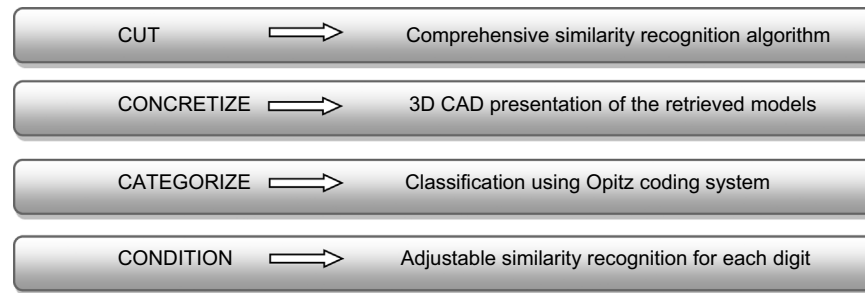 CUT Comprehensive similarity recognition algorithm
CONCRETIZE 3D CAD presentation of the retrieved models
CATEGORIZE Classification using Opitz coding system
CONDITION Adjustable similarity recognition for each digit